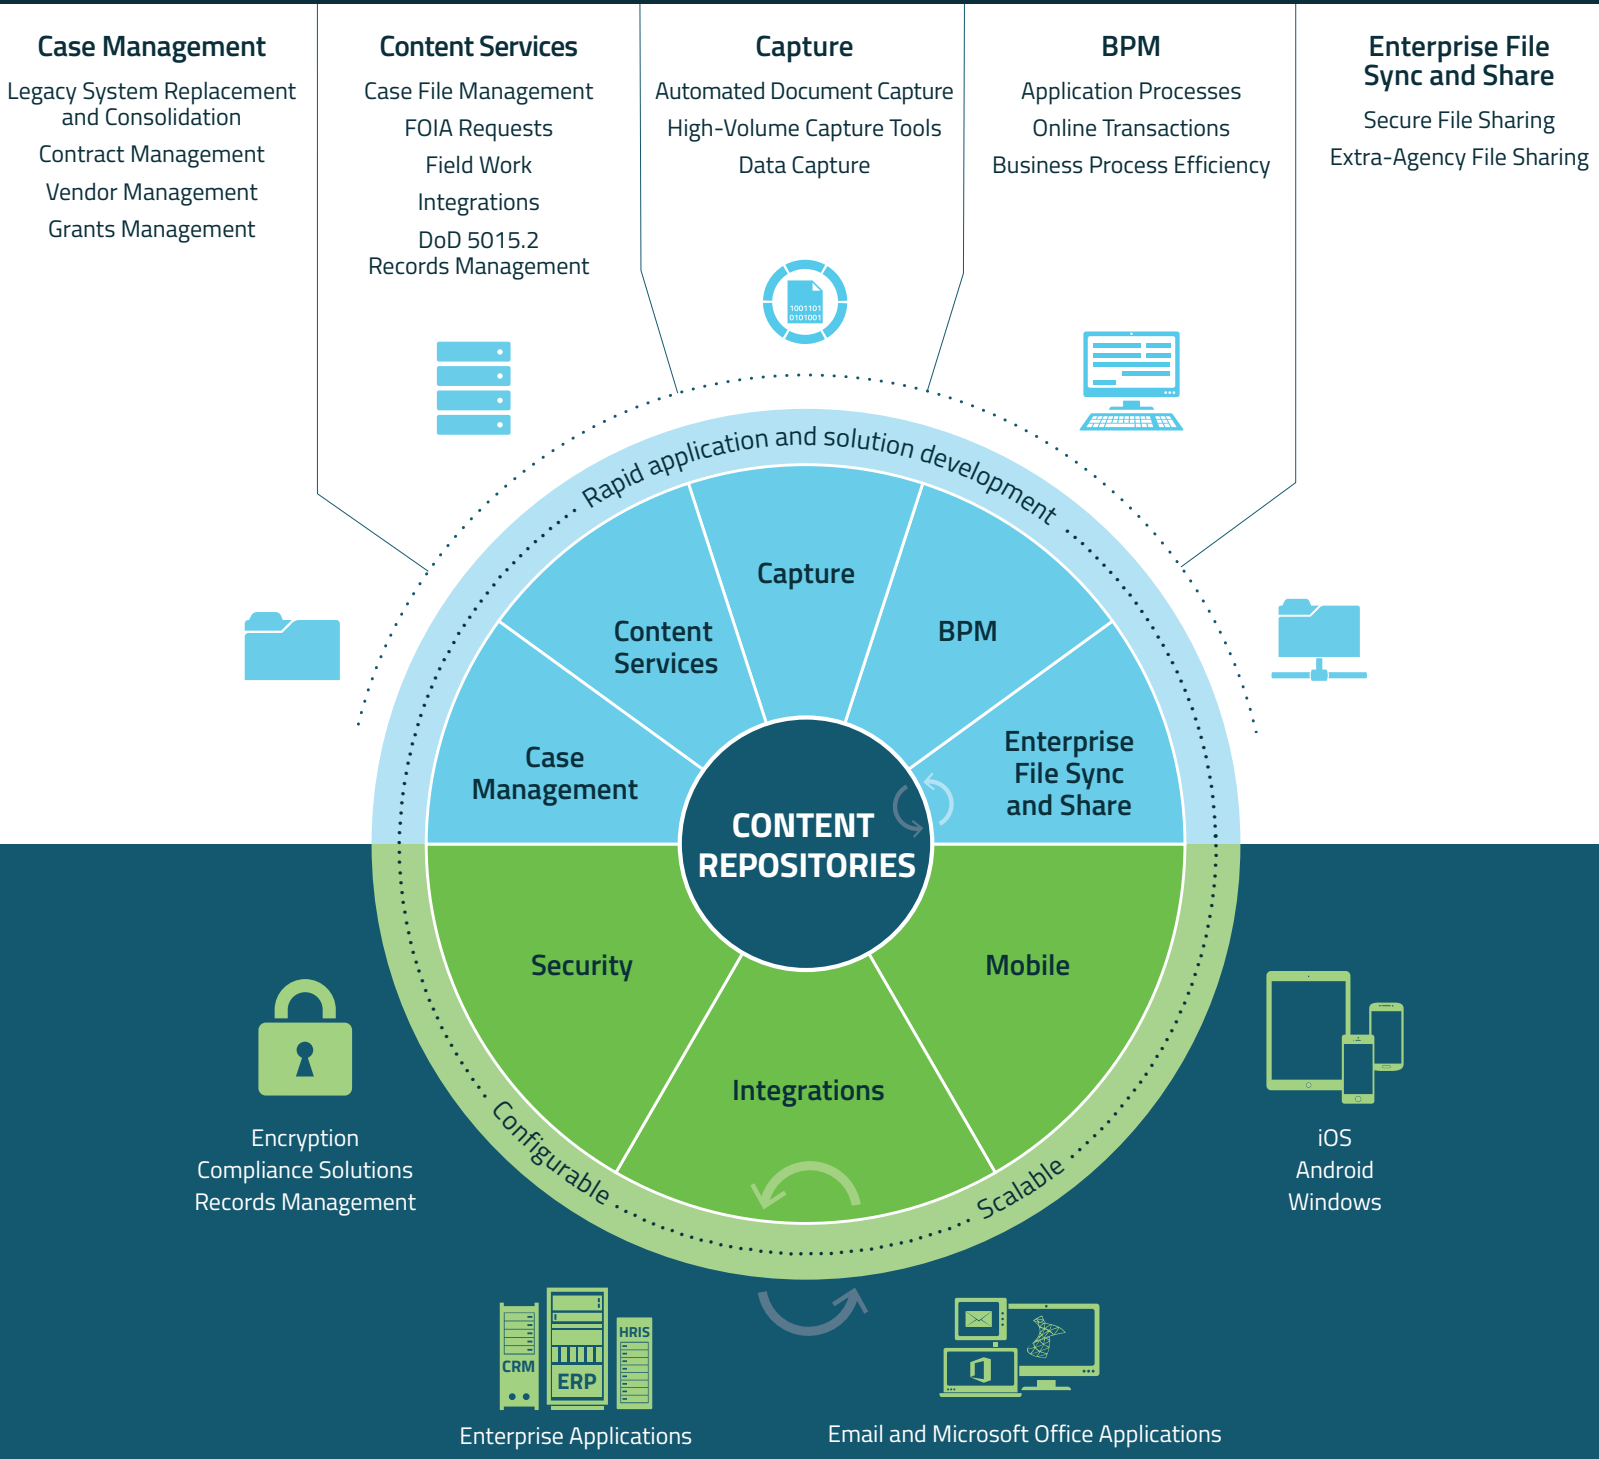 Case Management
Legacy System Replacement
and Consolidation
Contract Management
Vendor Management
Grants Management
Content Services
Case File Management
FOIA Requests
Field Work
Integrations
DoD 5015.2
Records Management
Capture
Automated Document Capture
High-Volume Capture Tools
Data Capture
BPM
Application Processes
Online Transactions
Business Process Efficiency
Enterprise File
Sync and Share
Secure File Sharing
Extra-Agency File Sharing
1001101
0101001
Rapid application and solution development
Case
Management
Content
Services
Capture
BPM
Enterprise
File Sync
and Share
CONTENT
REPOSITORIES
Security
Integrations
Mobile
Configurable
Scalable
Encryption
Compliance Solutions
Records Management
iOS
Android
Windows
CRM
ERP
HRIS
Enterprise Applications
Email and Microsoft Office Applications